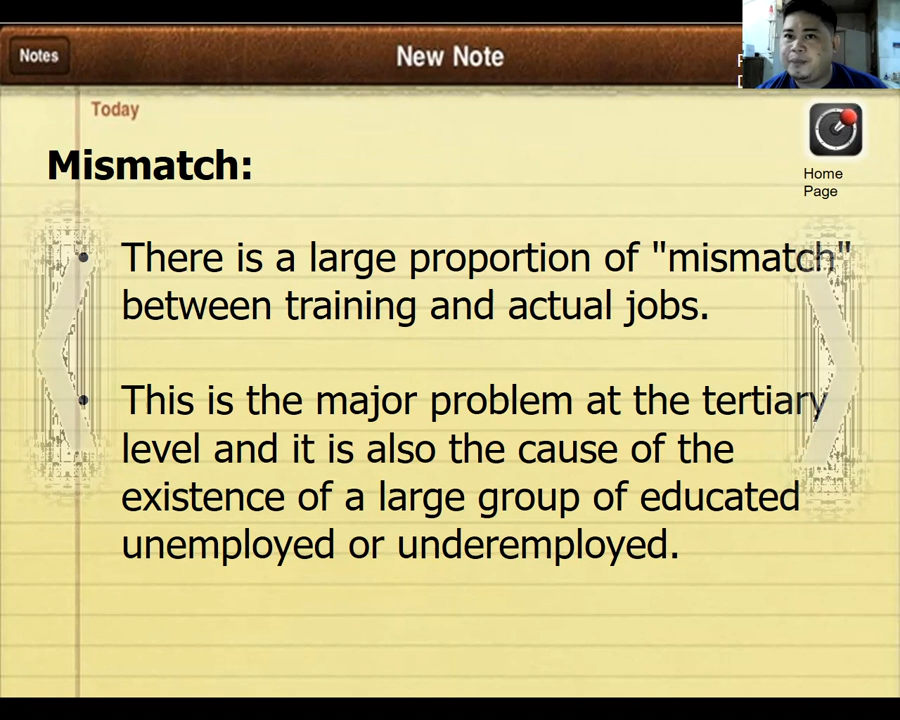 Notes
New Note
Today
Home
Page
Mismatch:
• There is a large proportion of "mismatch"
between training and actual jobs.
• This is the major problem at the tertiary
level and it is also the cause of the
existence of a large group of educated
unemployed or underemployed.